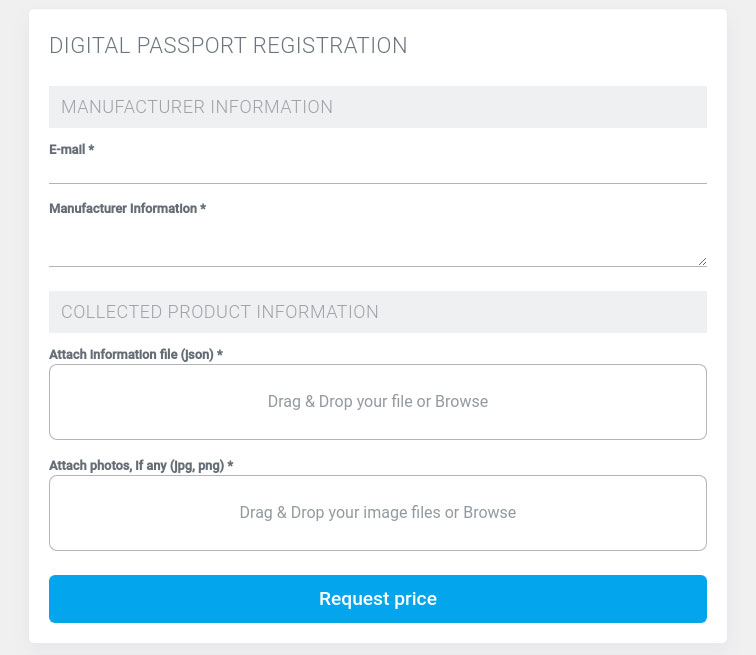 DIGITAL PASSPORT REGISTRATION
MANUFACTURER INFORMATION
E-mail *
Manufacturer Information *
COLLECTED PRODUCT INFORMATION
Attach information file (json) *
Drag & Drop your file or Browse
Attach photos, if any (jpg, png) *
Drag & Drop your image files or Browse
Request price